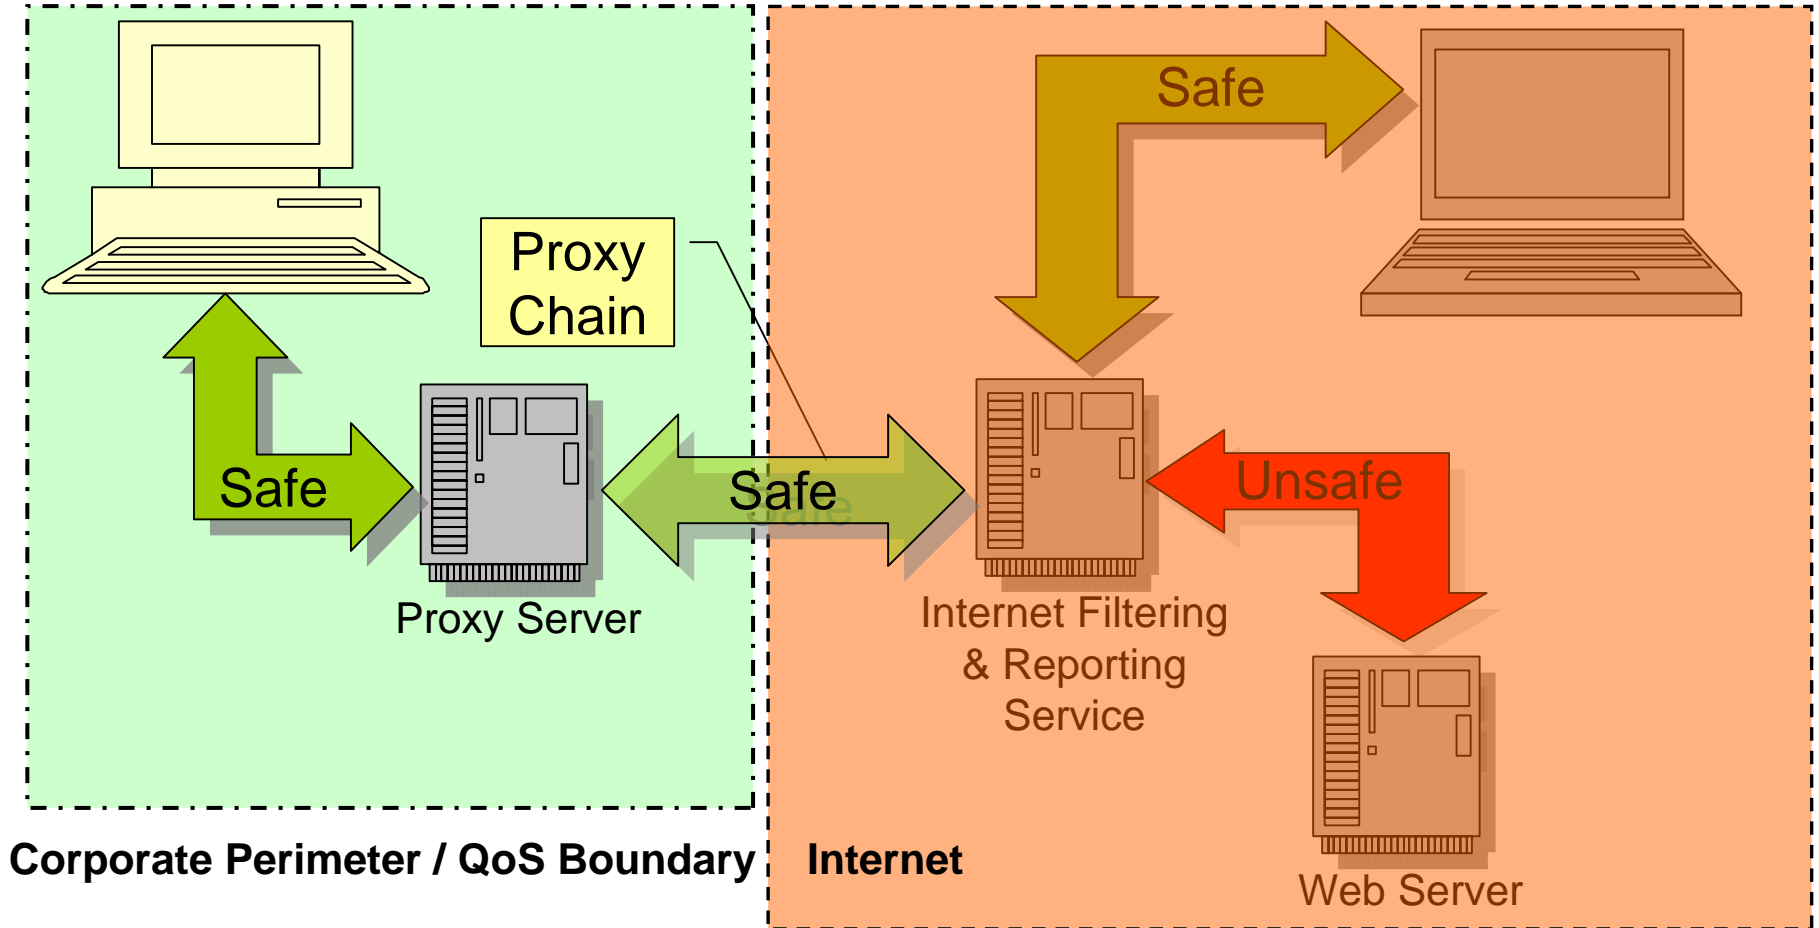 Safe
Proxy
Chain
Safe
Safe
Safe
Unsafe
Proxy Server
Internet Filtering
& Reporting
Service
Corporate Perimeter / QoS Boundary
Internet
Web Server